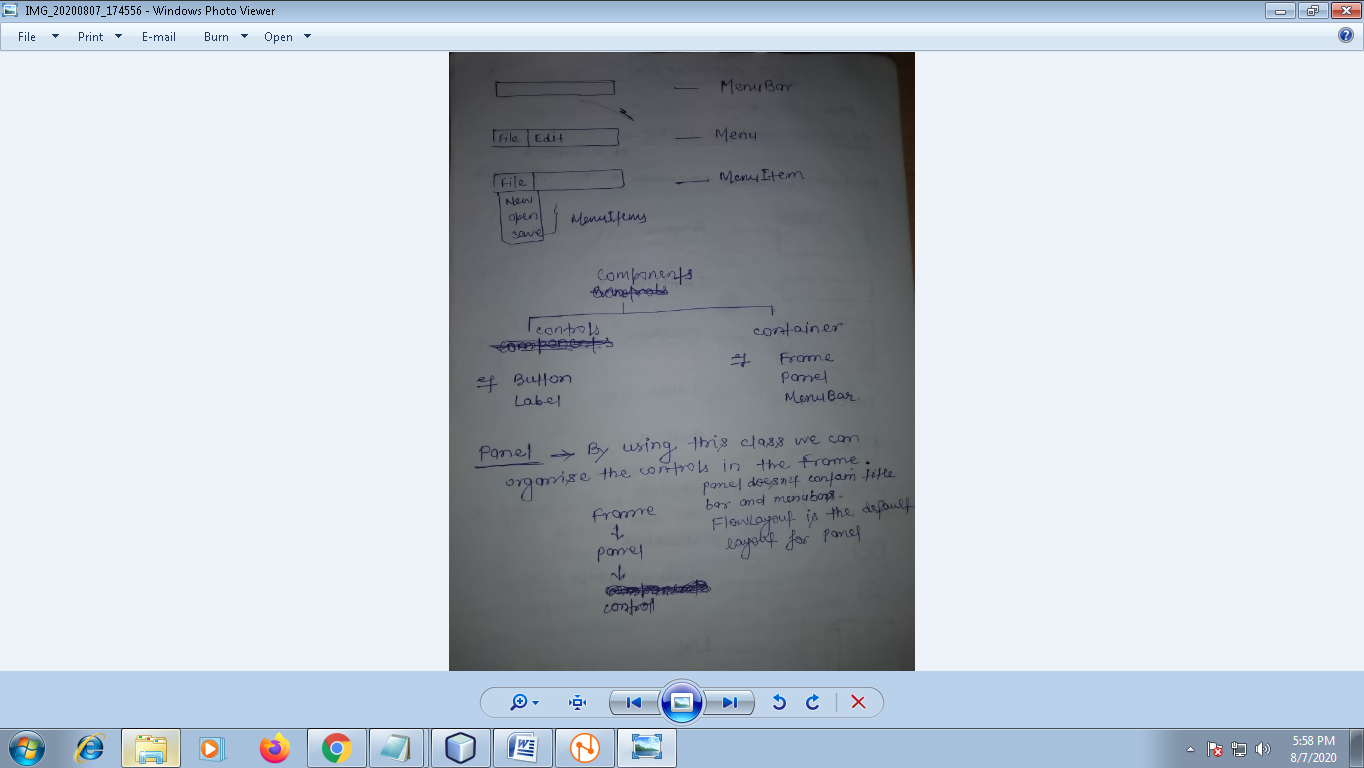 IMG_20200807_174556 - Windows Photo Viewer
File Print E-mail Burn Open
— MenuBar
File Edit — Menu
File — MenuItem
New
open
save
MenuItems
Components
controls container
components
eg Button
Label
eg Frame
Panel
MenuBar
Panel → By using this class we can
organise the controls in the Frame.
panel doesn't contain title
bar and menubars.
FlowLayout is the default
layout for panel
Frame
↓
panel
↓
control
5:58 PM
8/7/2020